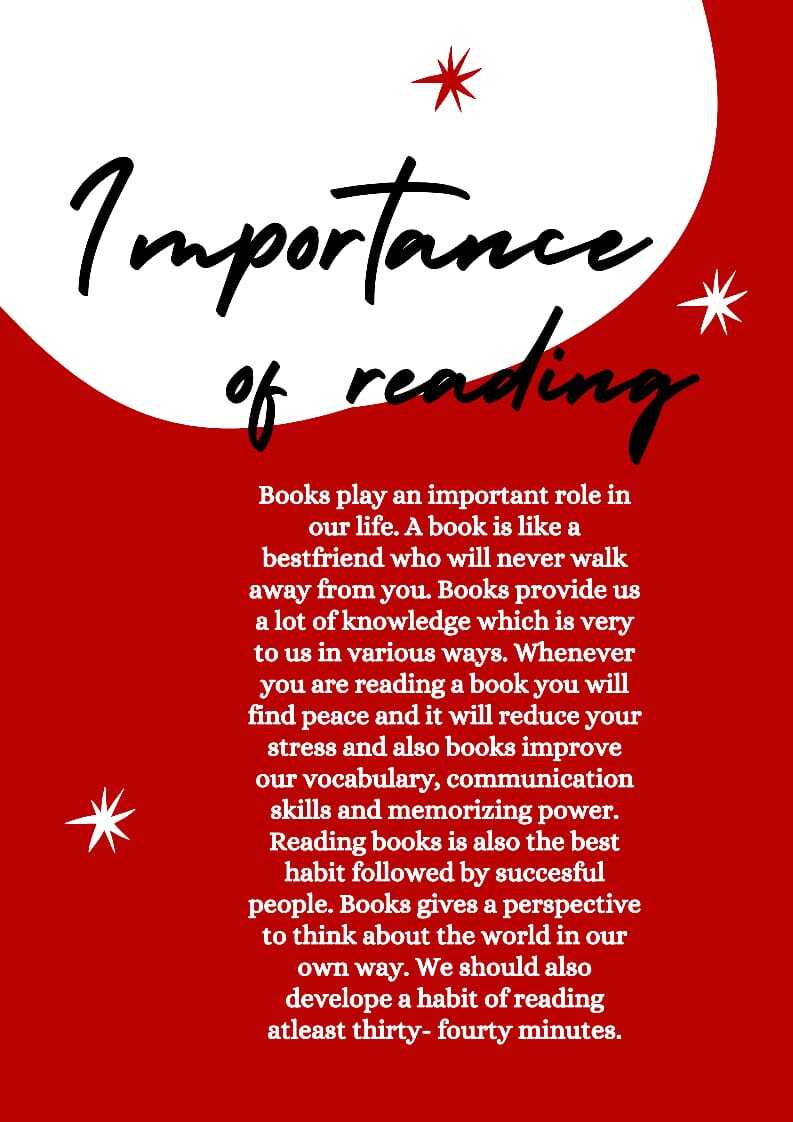 Importance
of reading
Books play an important role in
our life. A book is like a
bestfriend who will never walk
away from you. Books provide us
a lot of knowledge which is very
to us in various ways. Whenever
you are reading a book you will
find peace and it will reduce your
stress and also books improve
our vocabulary, communication
skills and memorizing power.
Reading books is also the best
habit followed by succesful
people. Books gives a perspective
to think about the world in our
own way. We should also
develope a habit of reading
atleast thirty- fourty minutes.